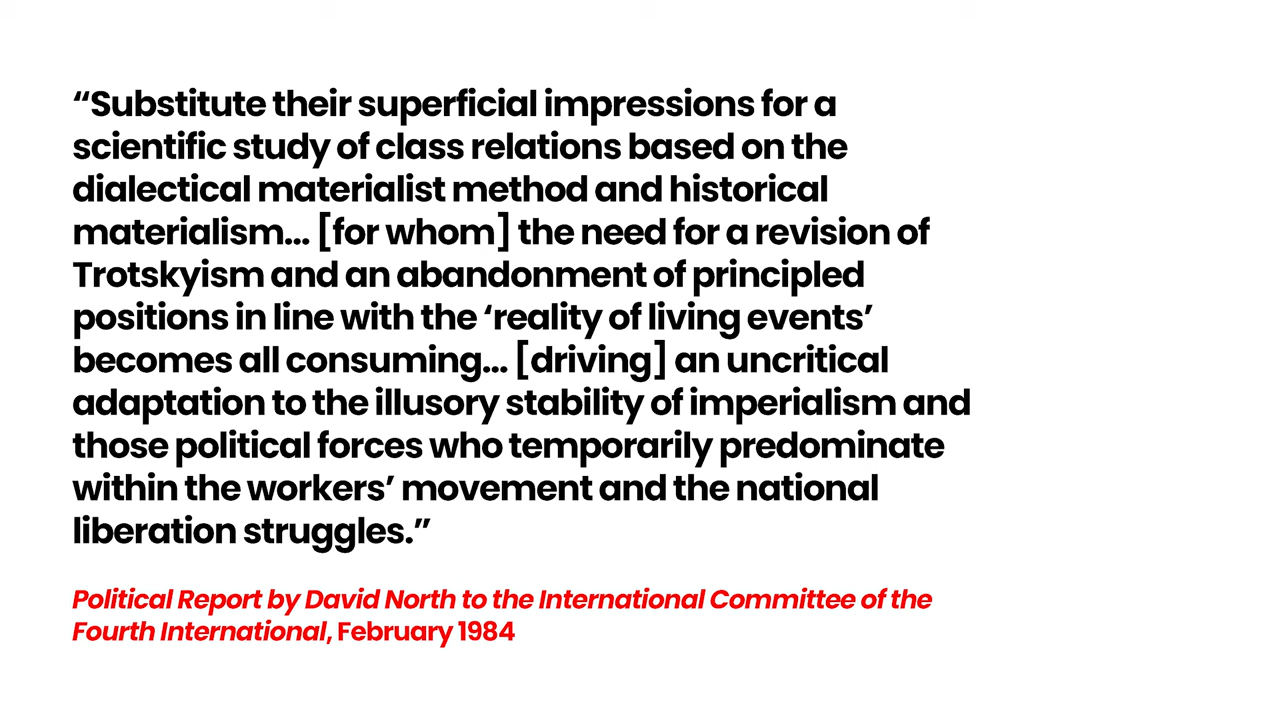 “Substitute their superficial impressions for a
scientific study of class relations based on the
dialectical materialist method and historical
materialism... [for whom] the need for a revision of
Trotskyism and an abandonment of principled
positions in line with the ‘reality of living events’
becomes all consuming... [driving] an uncritical
adaptation to the illusory stability of imperialism and
those political forces who temporarily predominate
within the workers’ movement and the national
liberation struggles.”
Political Report by David North to the International Committee of the
Fourth International, February 1984